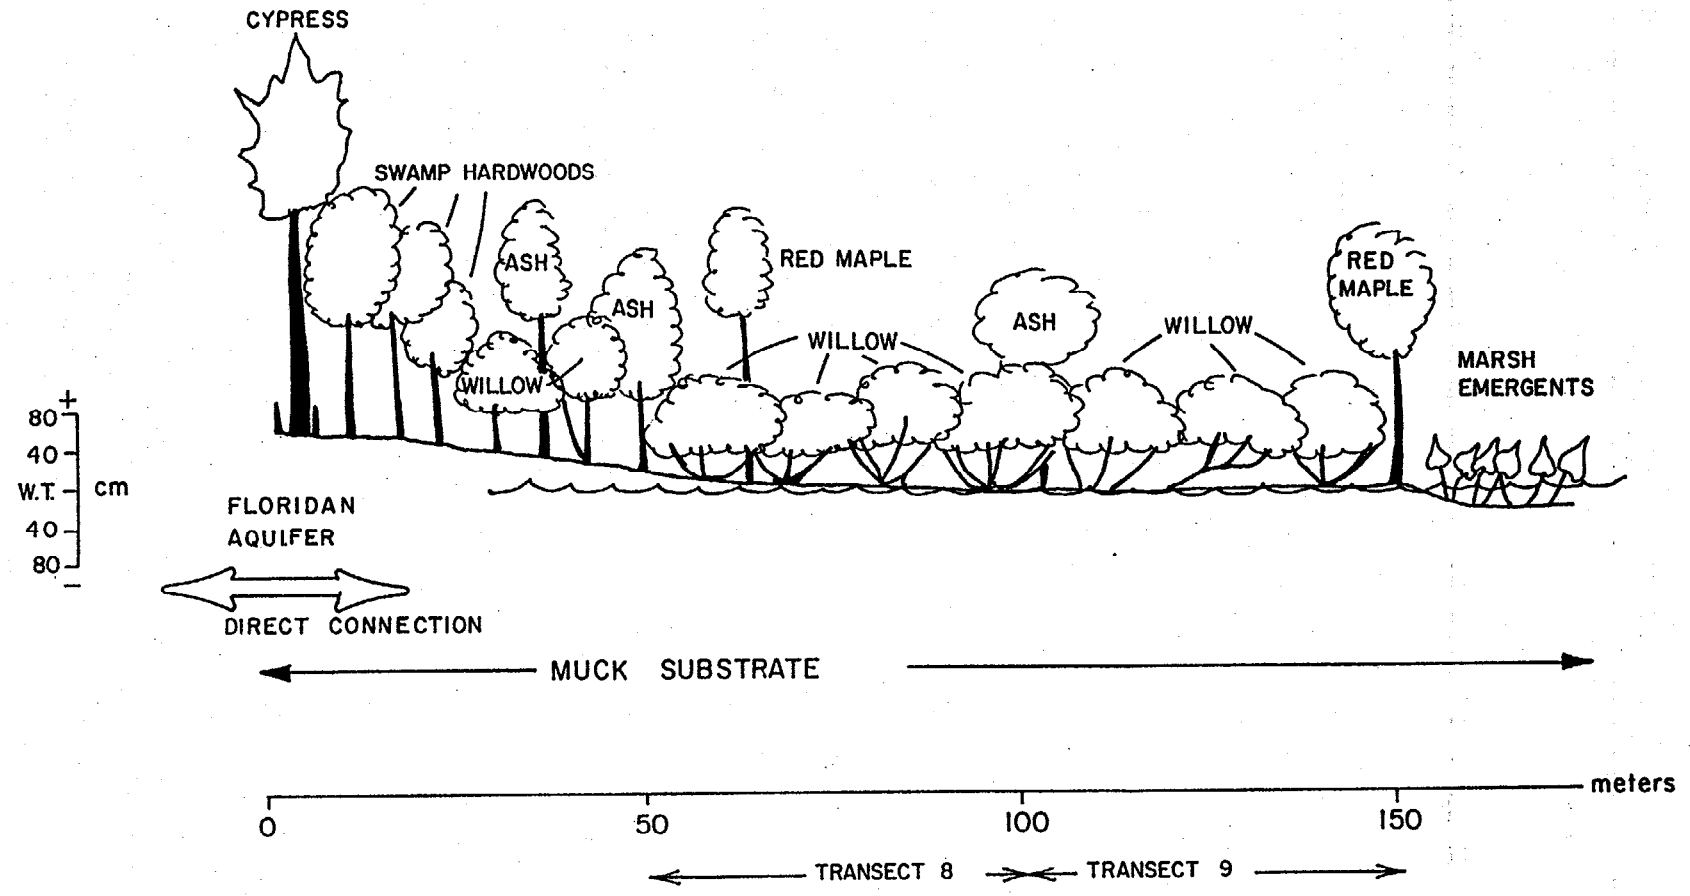 CYPRESS
SWAMP HARDWOODS
ASH
RED MAPLE
RED
MAPLE
ASH
ASH
WILLOW
WILLOW
WILLOW
MARSH
EMERGENTS
+
80
40
W.T.
cm
40
80
–
FLORIDAN
AQUIFER
DIRECT CONNECTION
MUCK SUBSTRATE
meters
0
50
100
150
TRANSECT 8
TRANSECT 9